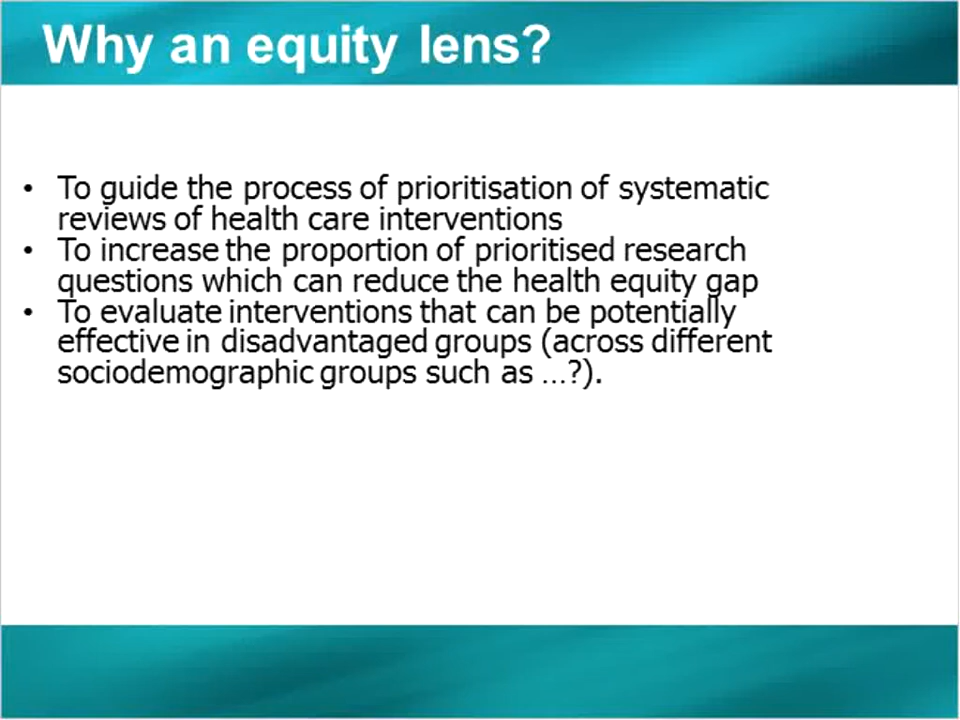 Why an equity lens?
• To guide the process of prioritisation of systematic
reviews of health care interventions
• To increase the proportion of prioritised research
questions which can reduce the health equity gap
• To evaluate interventions that can be potentially
effective in disadvantaged groups (across different
sociodemographic groups such as …?).